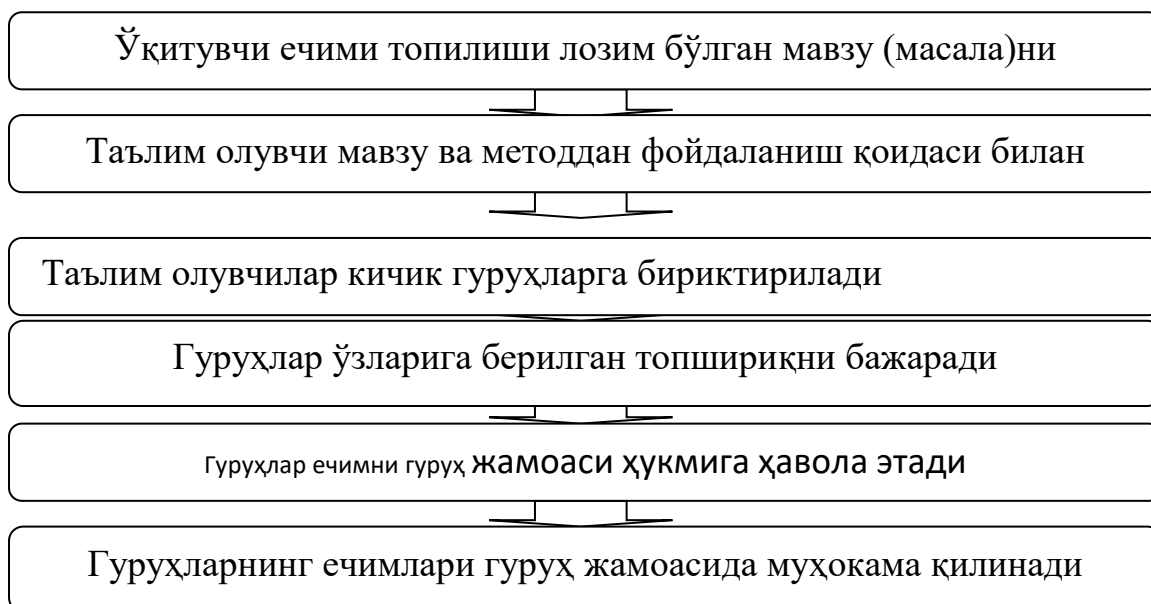 Ўқитувчи ечими топилиши лозим бўлган мавзу (масала)ни
Таълим олувчи мавзу ва методдан фойдаланиш қоидаси билан
Таълим олувчилар кичик гуруҳларга бириктирилади
Гуруҳлар ўзларига берилган топшириқни бажаради
Гуруҳлар ечимни гуруҳ жамоаси ҳукмига ҳавола этади
Гуруҳларнинг ечимлари гуруҳ жамоасида муҳокама қилинади